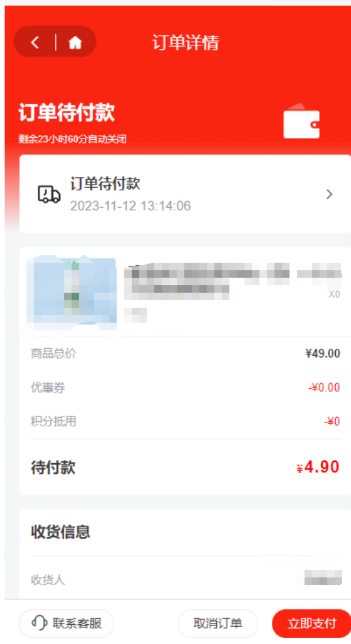 订单详情
订单待付款
剩余23小时60分自动关闭
订单待付款
2023-11-12 13:14:06
X0
商品总价
¥49.00
优惠券
-¥0.00
积分抵用
-¥0
待付款
¥4.90
收货信息
收货人
联系客服
取消订单
立即支付